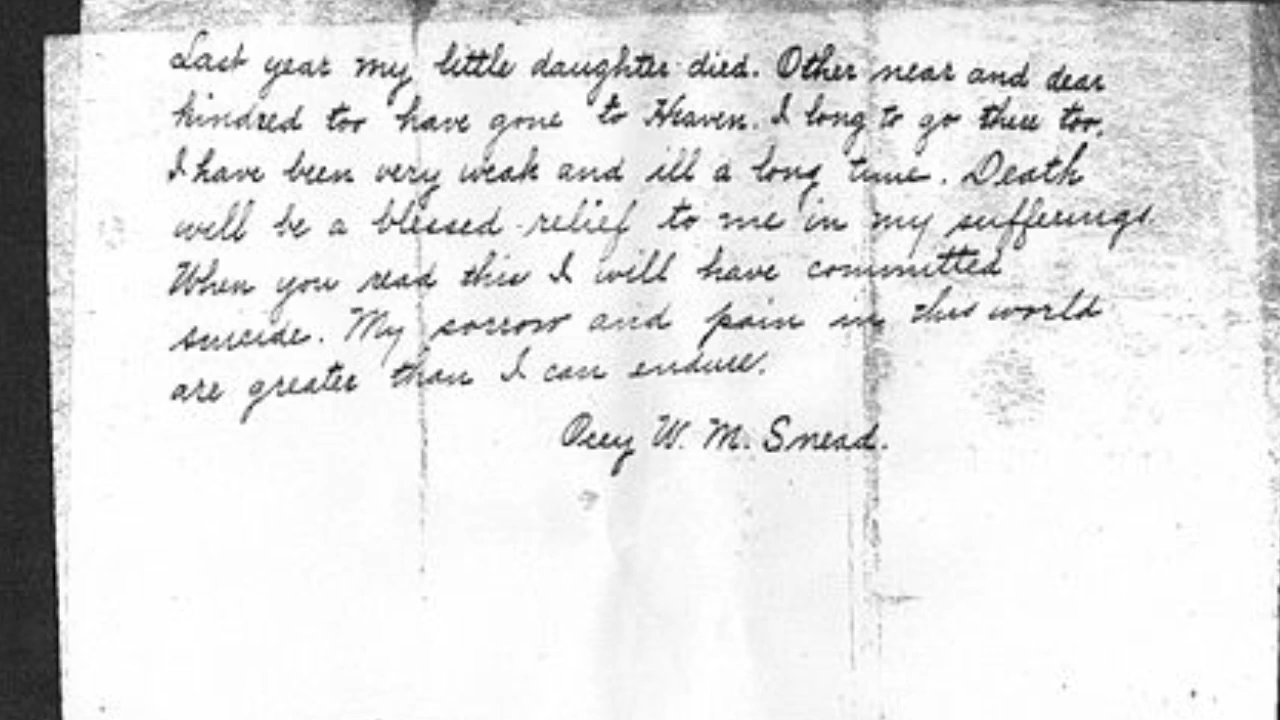 Last year my little daughter died. Other near and dear
kindred too have gone to Heaven. I long to go there too.
I have been very weak and ill a long time. Death
will be a blessed relief to me in my sufferings.
When you read this I will have committed
suicide. My sorrow and pain in this world
are greater than I can endure.
Ocey W. M. Snead.